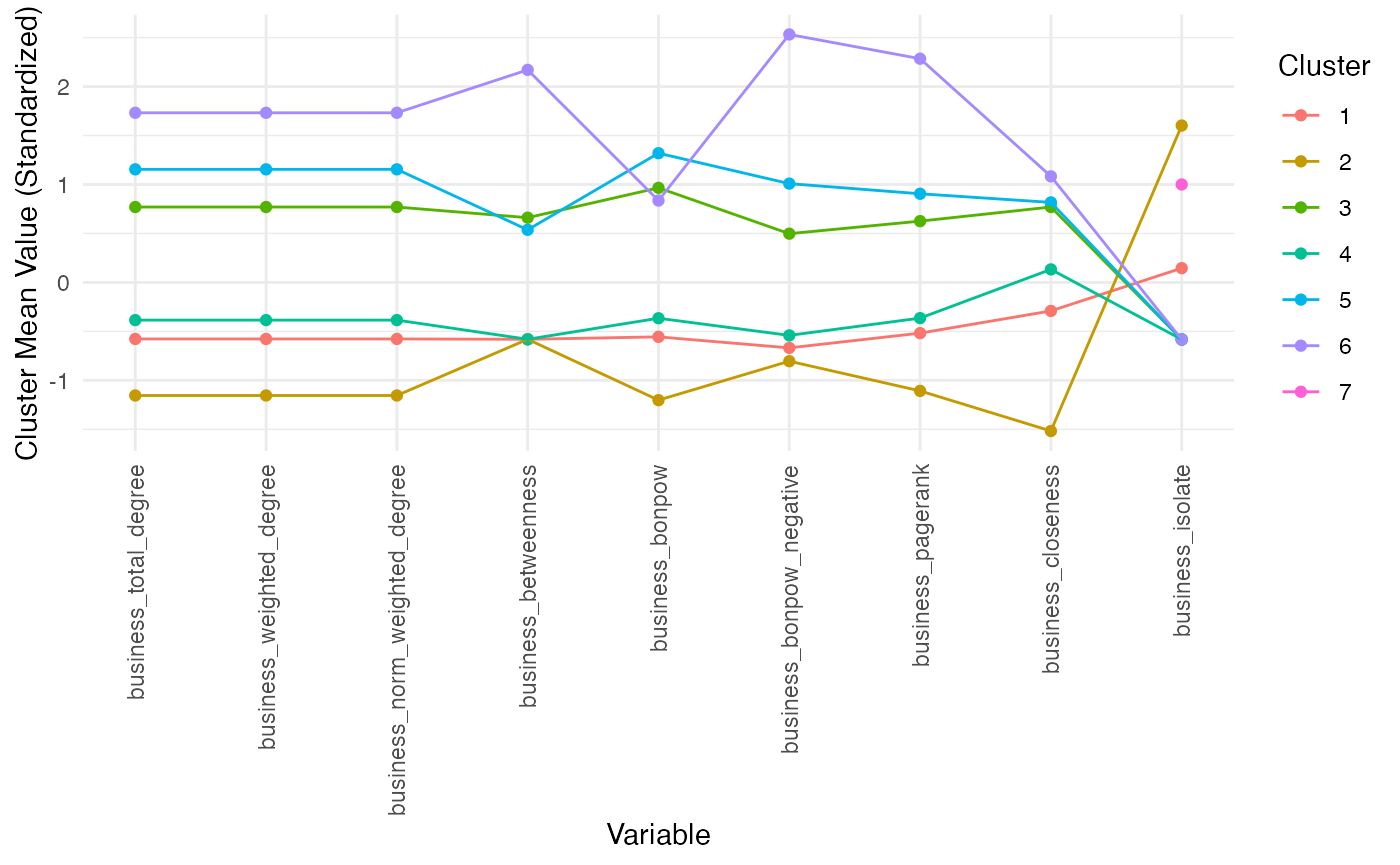 Cluster Mean Value (Standardized)
2
1
0
-1
business_total_degree
business_weighted_degree
business_norm_weighted_degree
business_betweenness
business_bonpow
business_bonpow_negative
business_pagerank
business_closeness
business_isolate
Variable
Cluster
1
2
3
4
5
6
7